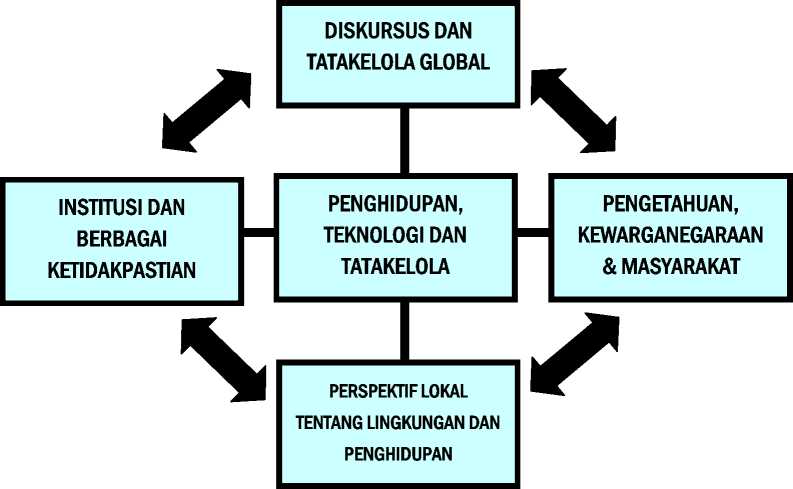 DISKURSUS DAN
TATAKELOLA GLOBAL
INSTITUSI DAN
BERBAGAI
KETIDAKPASTIAN
PENGHIDUPAN,
TEKNOLOGI DAN
TATAKELOLA
PENGETAHUAN,
KEWARGANEGARAAN
& MASYARAKAT
PERSPEKTIF LOKAL
TENTANG LINGKUNGAN DAN
PENGHIDUPAN